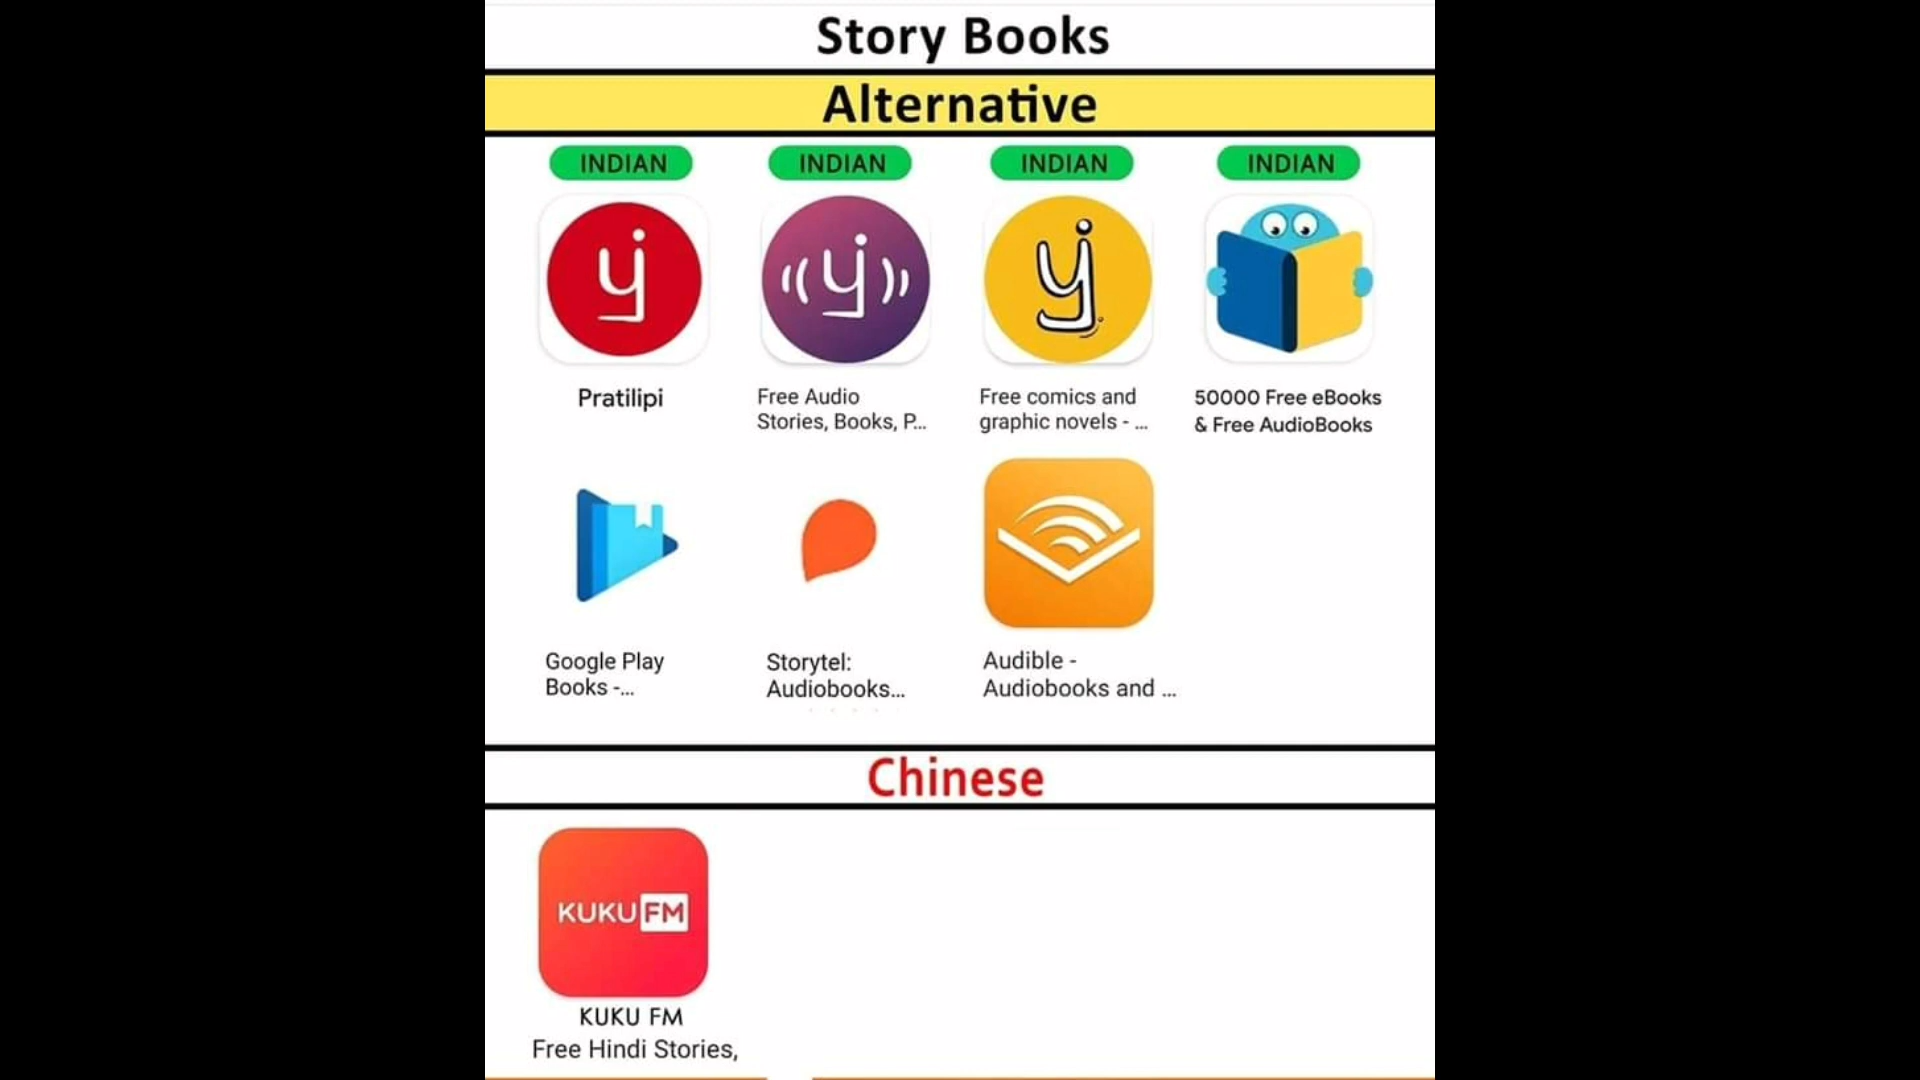 Story Books
Alternative
INDIAN INDIAN INDIAN INDIAN
Pratilipi
Free Audio
Stories, Books, P...
Free comics and
graphic novels - ...
50000 Free eBooks
& Free AudioBooks
Google Play
Books -...
Storytel:
Audiobooks...
Audible -
Audiobooks and ...
Chinese
KUKU FM
KUKU FM
Free Hindi Stories,